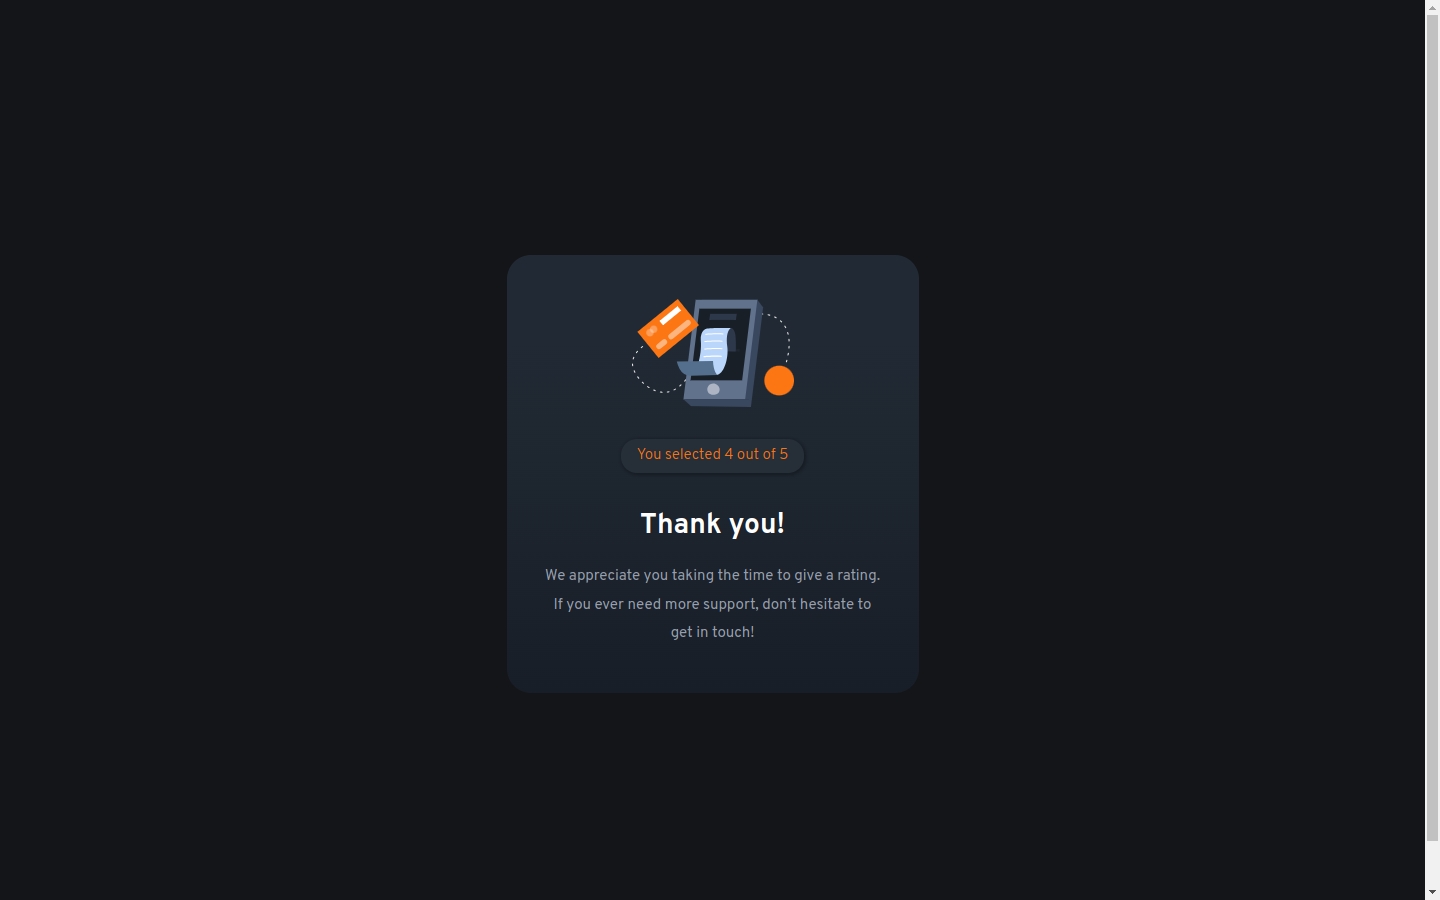 You selected 4 out of 5
Thank you!
We appreciate you taking the time to give a rating.
If you ever need more support, don’t hesitate to
get in touch!